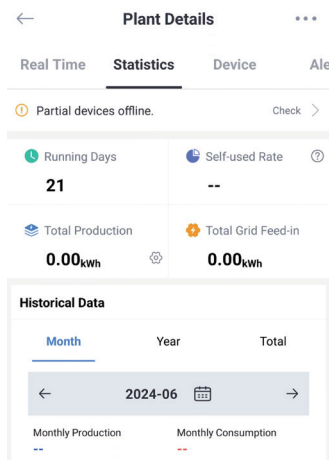 Plant Details
Real Time Statistics Device Ale
Partial devices offline. Check
Running Days Self-used Rate
21 --
Total Production Total Grid Feed-in
0.00kWh 0.00kWh
Historical Data
Month Year Total
2024-06
Monthly Production Monthly Consumption
-- --